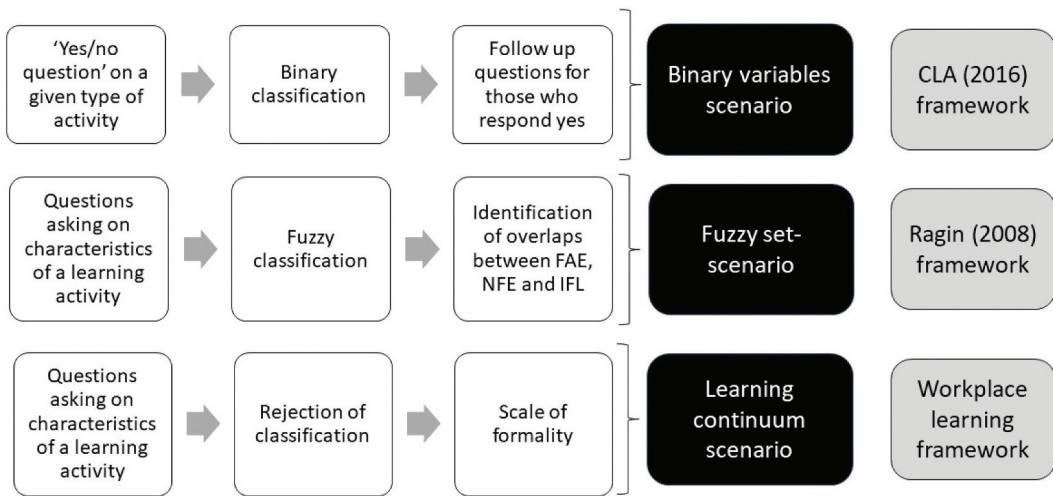 ‘Yes/no
question’ on a
given type of
activity
Binary
classification
Follow up
questions for
those who
respond yes
Binary variables
scenario
CLA (2016)
framework
Questions
asking on
characteristics
of a learning
activity
Fuzzy
classification
Identification
of overlaps
between FAE,
NFE and IFL
Fuzzy set-
scenario
Ragin (2008)
framework
Questions
asking on
characteristics
of a learning
activity
Rejection of
classification
Scale of
formality
Learning
continuum
scenario
Workplace
learning
framework